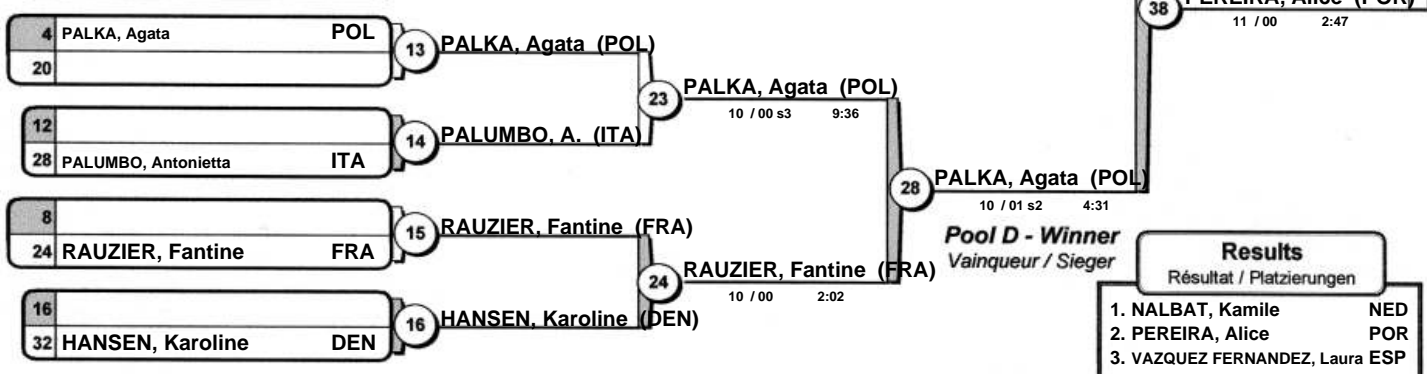 PEREIRA, Alice (POR)
38
11 / 00 2:47
4 PALKA, Agata POL
20
13 PALKA, Agata (POL)
23 PALKA, Agata (POL)
10 / 00 s3 9:36
12
28 PALUMBO, Antonietta ITA
14 PALUMBO, A. (ITA)
28 PALKA, Agata (POL)
10 / 01 s2 4:31
Pool D - Winner
Vainqueur / Sieger
8
24 RAUZIER, Fantine FRA
15 RAUZIER, Fantine (FRA)
24 RAUZIER, Fantine (FRA)
10 / 00 2:02
16
32 HANSEN, Karoline DEN
16 HANSEN, Karoline (DEN)
Results
Résultat / Platzierungen
1. NALBAT, Kamile NED
2. PEREIRA, Alice POR
3. VAZQUEZ FERNANDEZ, Laura ESP